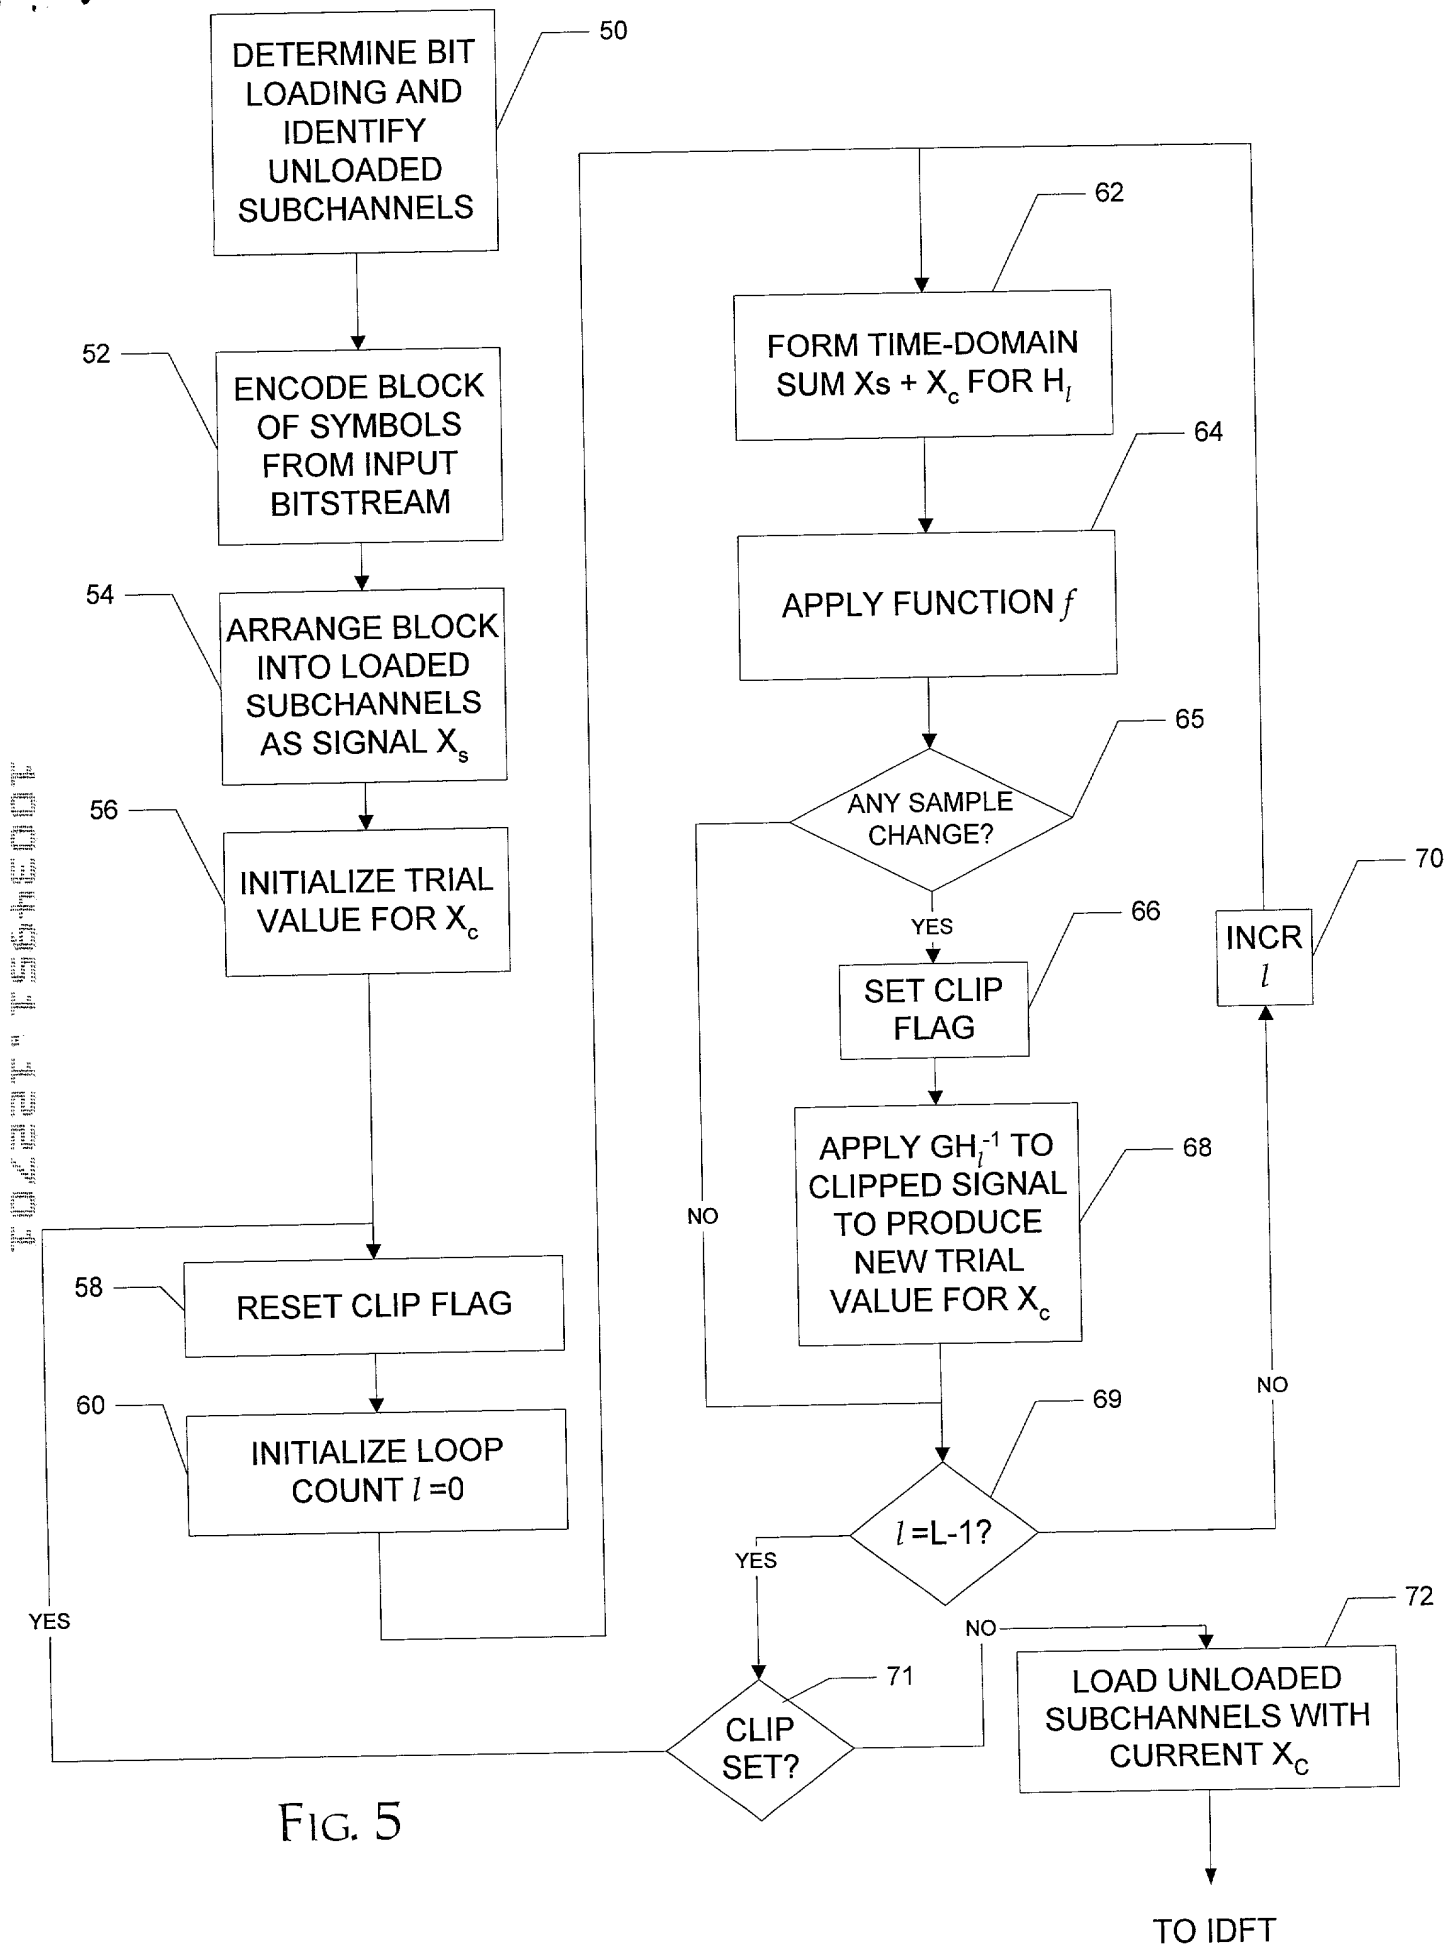 50
DETERMINE BIT
LOADING AND
IDENTIFY
UNLOADED
SUBCHANNELS
52
ENCODE BLOCK
OF SYMBOLS
FROM INPUT
BITSTREAM
54
ARRANGE BLOCK
INTO LOADED
SUBCHANNELS
AS SIGNAL Xs
56
INITIALIZE TRIAL
VALUE FOR Xc
58
RESET CLIP FLAG
60
INITIALIZE LOOP
COUNT l =0
62
FORM TIME-DOMAIN
SUM Xs + Xc FOR Hl
64
APPLY FUNCTION f
65
ANY SAMPLE
CHANGE?
YES
66
SET CLIP
FLAG
68
APPLY GHl-1 TO
CLIPPED SIGNAL
TO PRODUCE
NEW TRIAL
VALUE FOR Xc
NO
69
l =L-1?
NO
70
INCR
l
YES
71
CLIP
SET?
YES
NO
72
LOAD UNLOADED
SUBCHANNELS WITH
CURRENT XC
TO IDFT
FIG. 5